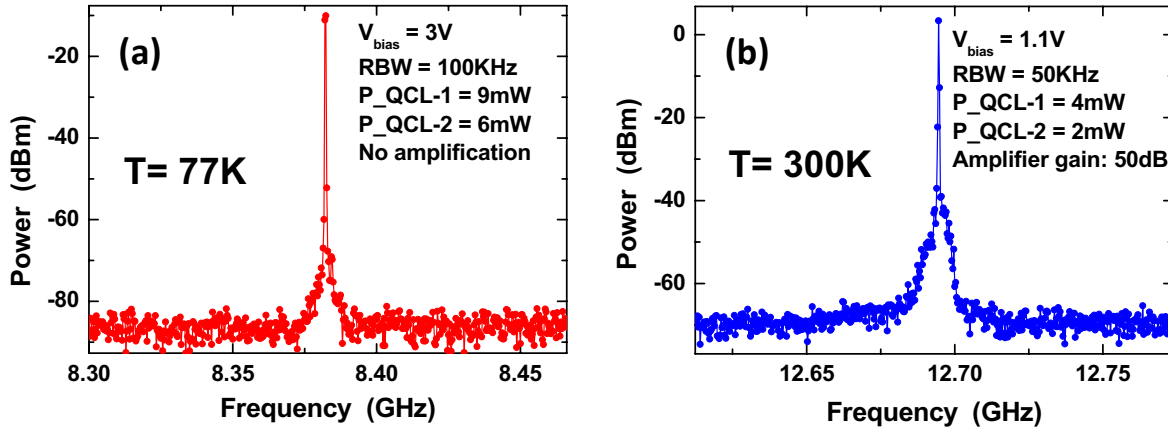 (a)
V_bias = 3V
RBW = 100KHz
P_QCL-1 = 9mW
P_QCL-2 = 6mW
No amplification
T= 77K
Power (dBm)
-20
-40
-60
-80
8.30
8.35
8.40
8.45
Frequency (GHz)
(b)
V_bias = 1.1V
RBW = 50KHz
P_QCL-1 = 4mW
P_QCL-2 = 2mW
Amplifier gain: 50dB
T= 300K
Power (dBm)
0
-20
-40
-60
12.65
12.70
12.75
Frequency (GHz)